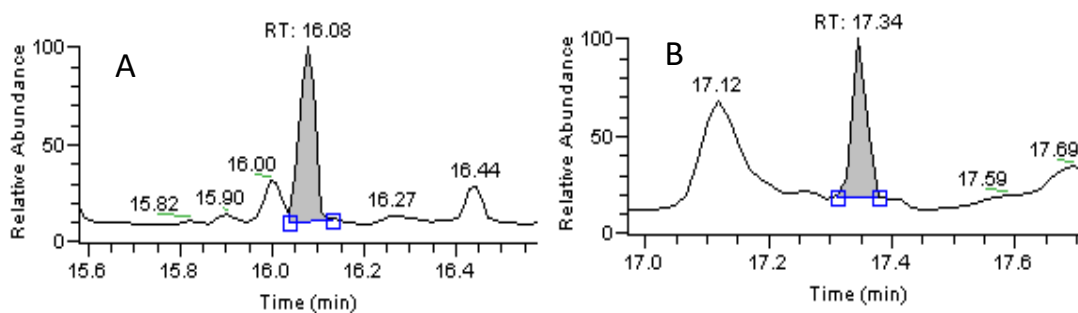 A
RT: 16.08
100
50
0
Relative Abundance
15.82
15.90
16.00
16.27
16.44
15.6
15.8
16.0
16.2
16.4
Time (min)
B
RT: 17.34
100
50
0
Relative Abundance
17.12
17.59
17.69
17.0
17.2
17.4
17.6
Time (min)